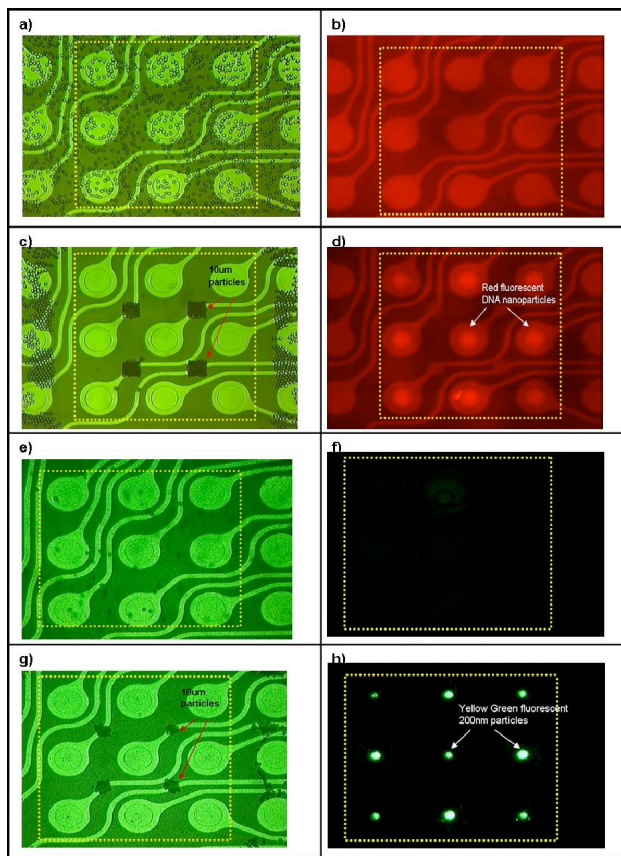 a)
b)
c)
10um
particles
d)
Red fluorescent
DNA nanoparticles
e)
f)
g)
10um
particles
h)
Yellow Green fluorescent
200nm particles